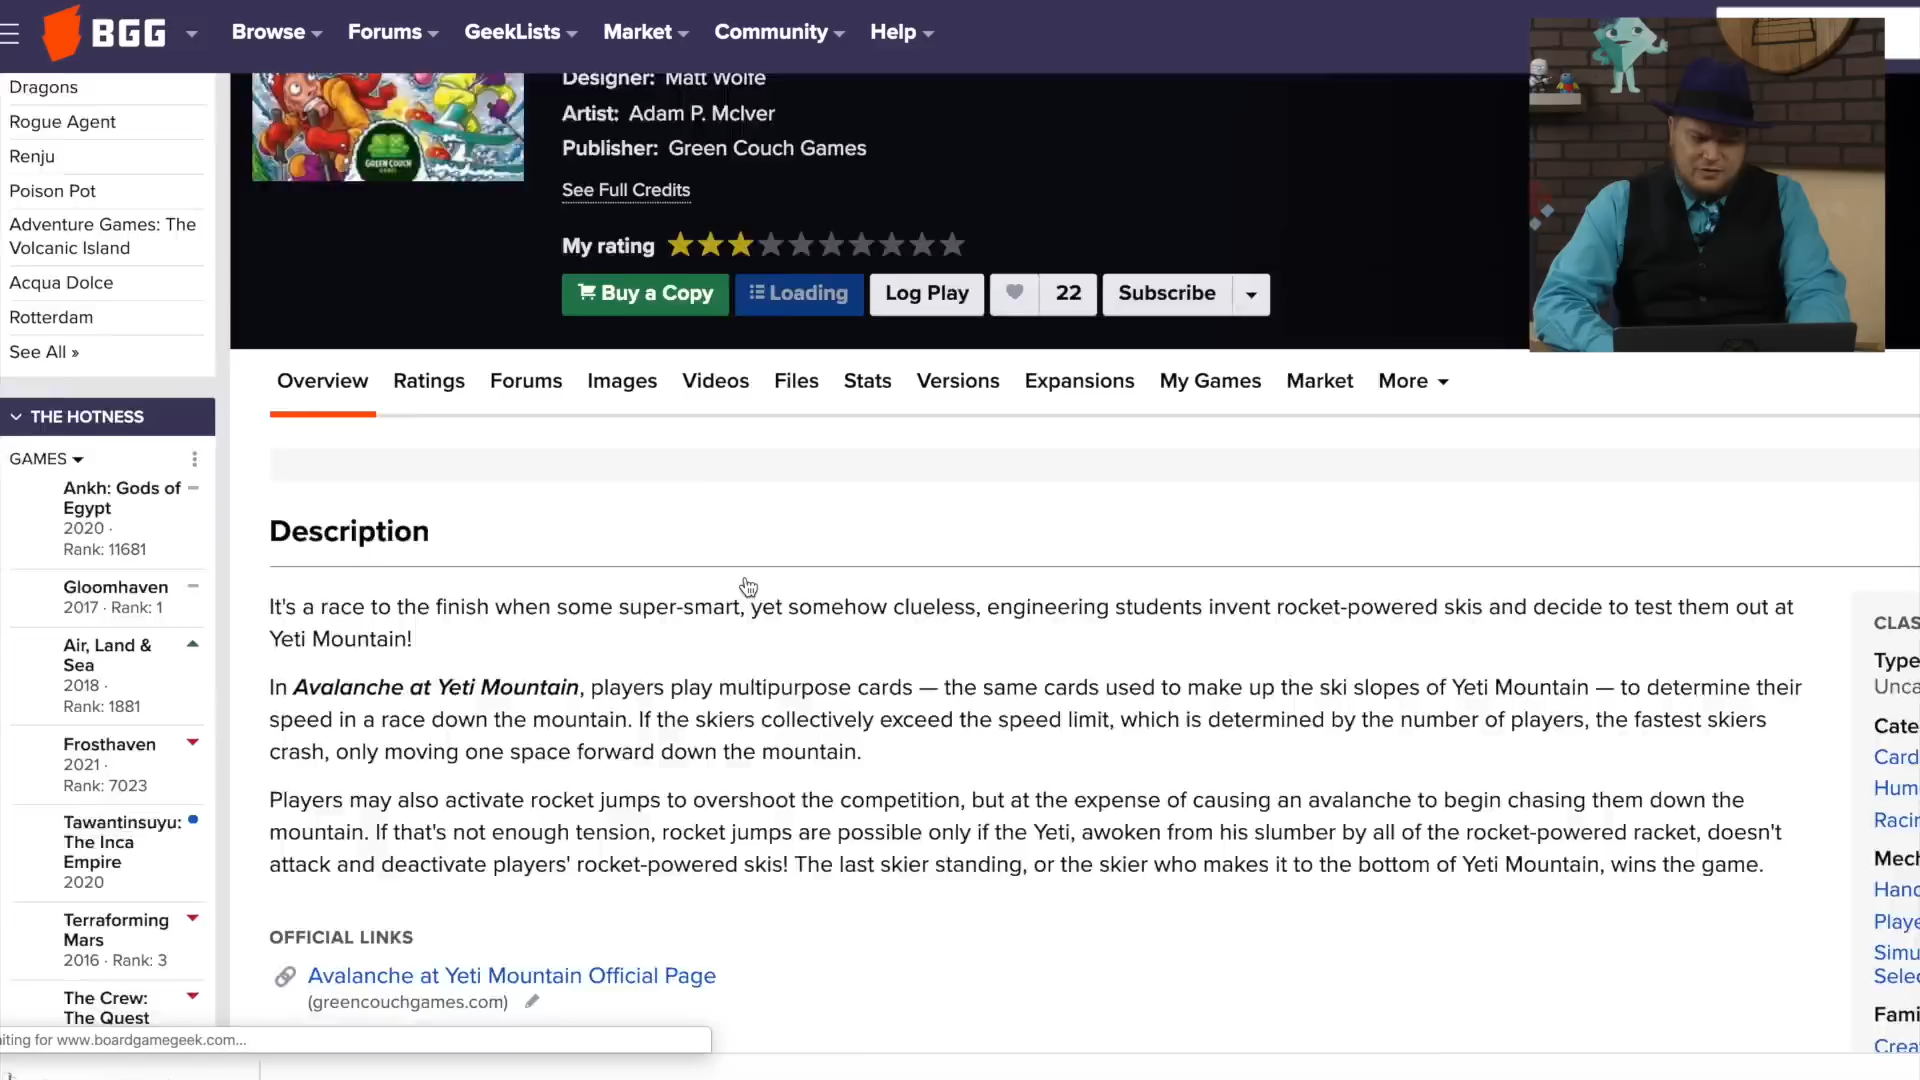 BGG
Browse
Forums
GeekLists
Market
Community
Help
Dragons
Rogue Agent
Renju
Poison Pot
Adventure Games: The
Volcanic Island
Acqua Dolce
Rotterdam
See All »
THE HOTNESS
GAMES
Ankh: Gods of
Egypt
2020 ·
Rank: 11681
Gloomhaven
2017 · Rank: 1
Air, Land &
Sea
2018 ·
Rank: 1881
Frosthaven
2021 ·
Rank: 7023
Tawantinsuyu:
The Inca
Empire
2020
Terraforming
Mars
2016 · Rank: 3
The Crew:
The Quest
GREEN COUCH
GAMES
Designer: Matt Wolfe
Artist: Adam P. McIver
Publisher: Green Couch Games
See Full Credits
My rating
Buy a Copy
Loading
Log Play
22
Subscribe
Overview
Ratings
Forums
Images
Videos
Files
Stats
Versions
Expansions
My Games
Market
More
Description
It's a race to the finish when some super-smart, yet somehow clueless, engineering students invent rocket-powered skis and decide to test them out at
Yeti Mountain!
In Avalanche at Yeti Mountain, players play multipurpose cards — the same cards used to make up the ski slopes of Yeti Mountain — to determine their
speed in a race down the mountain. If the skiers collectively exceed the speed limit, which is determined by the number of players, the fastest skiers
crash, only moving one space forward down the mountain.
Players may also activate rocket jumps to overshoot the competition, but at the expense of causing an avalanche to begin chasing them down the
mountain. If that's not enough tension, rocket jumps are possible only if the Yeti, awoken from his slumber by all of the rocket-powered racket, doesn't
attack and deactivate players' rocket-powered skis! The last skier standing, or the skier who makes it to the bottom of Yeti Mountain, wins the game.
OFFICIAL LINKS
Avalanche at Yeti Mountain Official Page
(greencouchgames.com)
CLAS
Type
Unca
Cate
Card
Hum
Racin
Mech
Hand
Playe
Simu
Selec
Fami
Crea
iting for www.boardgamegeek.com...